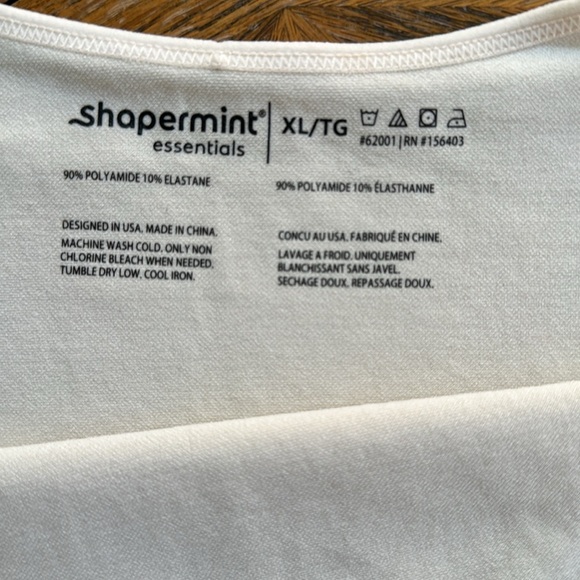 shapermint®
essentials
XL/TG
#62001 | RN #156403
90% POLYAMIDE 10% ELASTANE
90% POLYAMIDE 10% ÉLASTHANNE
DESIGNED IN USA. MADE IN CHINA.
MACHINE WASH COLD. ONLY NON
CHLORINE BLEACH WHEN NEEDED.
TUMBLE DRY LOW. COOL IRON.
CONCU AU USA. FABRIQUÉ EN CHINE.
LAVAGE A FROID. UNIQUEMENT
BLANCHISSANT SANS JAVEL.
SECHAGE DOUX. REPASSAGE DOUX.